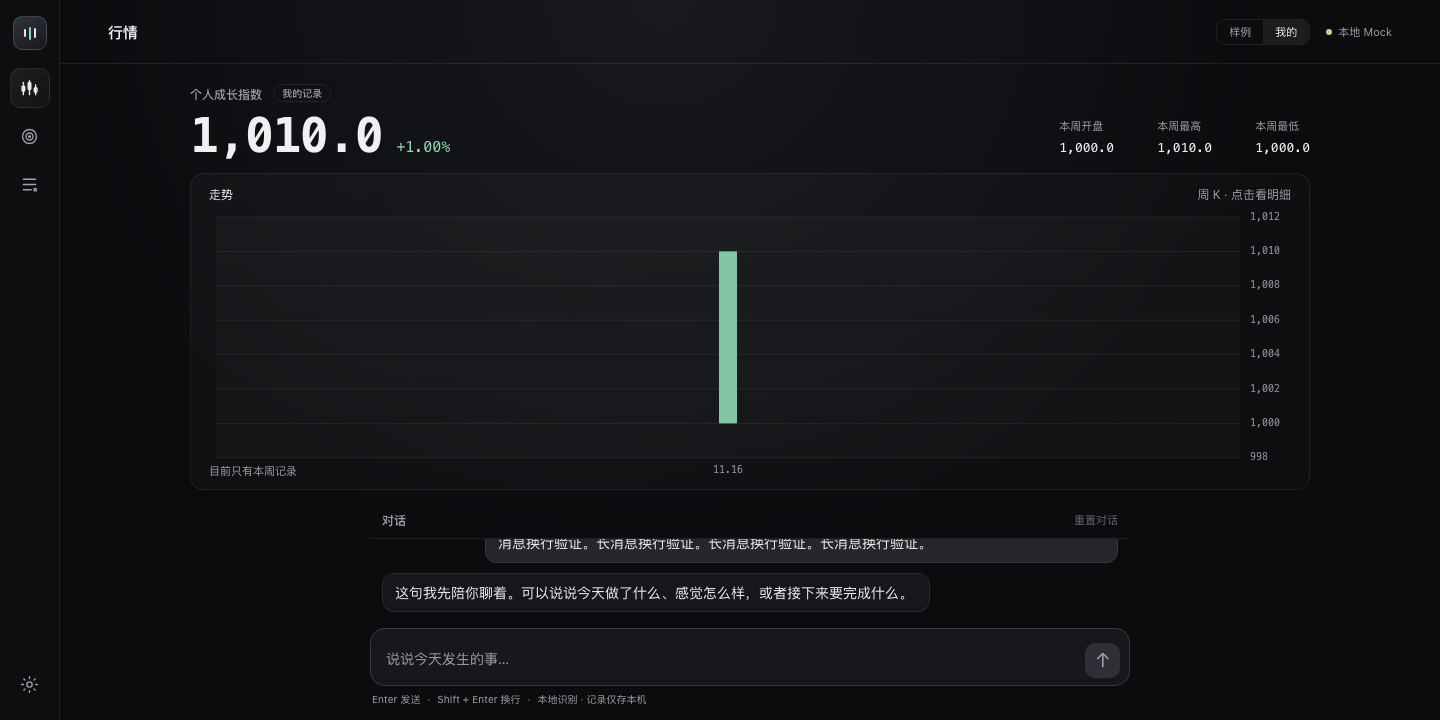 行情
样例 我的 本地 Mock
个人成长指数 我的记录
1,010.0 +1.00%
本周开盘 本周最高 本周最低
1,000.0 1,010.0 1,000.0
走势 周 K · 点击看明细
1,012
1,010
1,008
1,006
1,004
1,002
1,000
998
目前只有本周记录 11.16
对话 重置对话
消息换行验证。长消息换行验证。长消息换行验证。长消息换行验证。
这句我先陪你聊着。可以说说今天做了什么、感觉怎么样，或者接下来要完成什么。
说说今天发生的事...
Enter 发送 · Shift + Enter 换行 · 本地识别 · 记录仅存本机